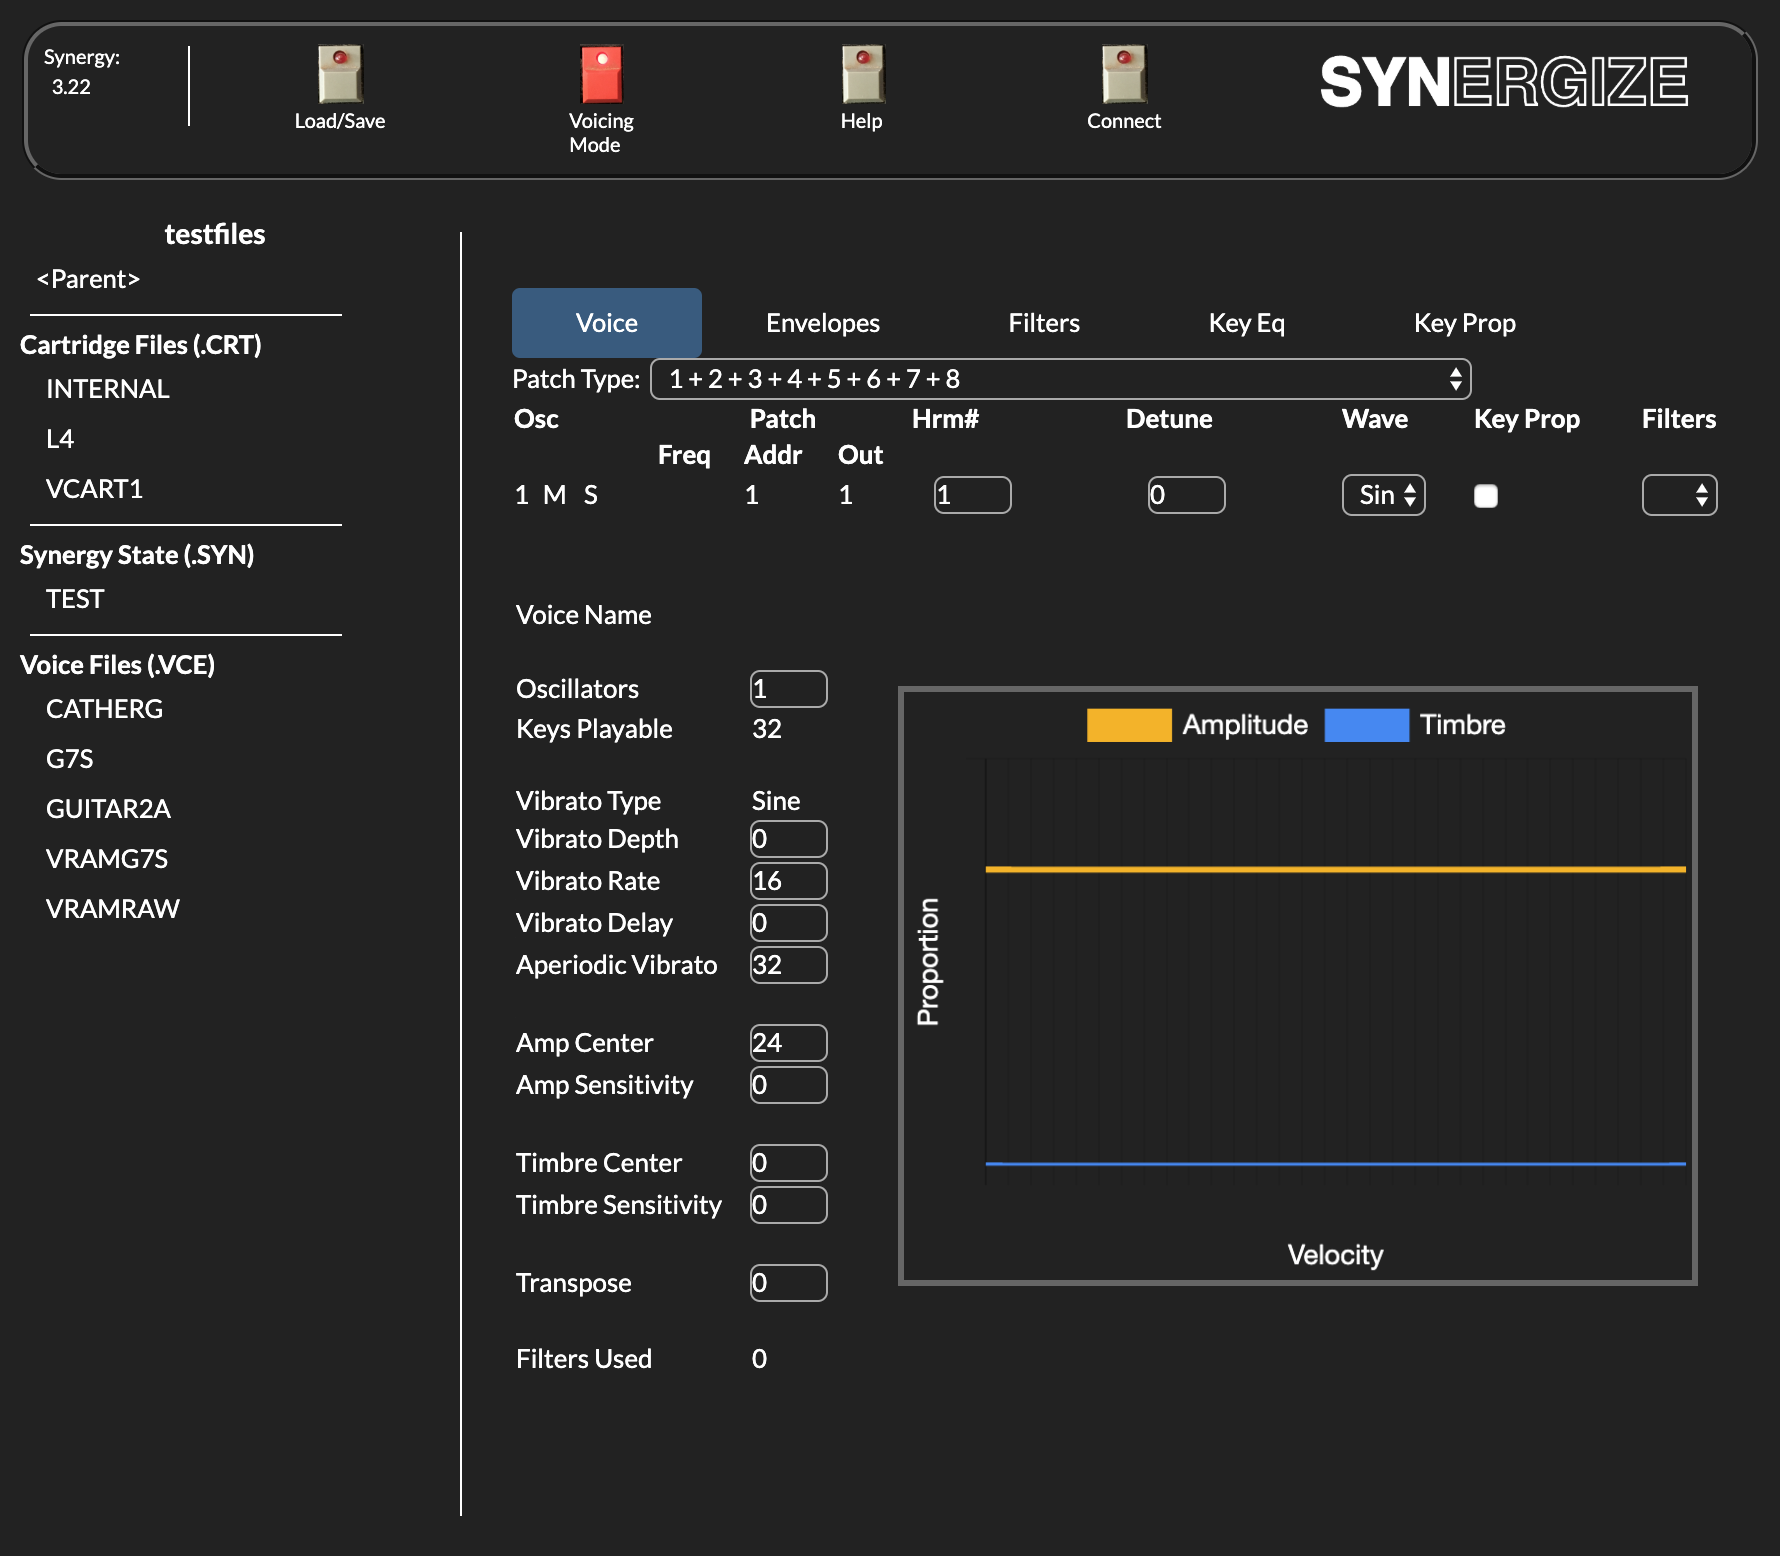 Synergy:
3.22
Load/Save
Voicing
Mode
Help
Connect
SYNERGIZE
testfiles
<Parent>
Cartridge Files (.CRT)
INTERNAL
L4
VCART1
Synergy State (.SYN)
TEST
Voice Files (.VCE)
CATHERG
G7S
GUITAR2A
VRAMG7S
VRAMRAW
Voice Envelopes Filters Key Eq Key Prop
Patch Type: 1 + 2 + 3 + 4 + 5 + 6 + 7 + 8
Osc Patch Hrm# Detune Wave Key Prop Filters
Freq Addr Out
1 M S 1 1 1 0 Sin
Voice Name
Oscillators 1
Keys Playable 32
Vibrato Type Sine
Vibrato Depth 0
Vibrato Rate 16
Vibrato Delay 0
Aperiodic Vibrato 32
Amp Center 24
Amp Sensitivity 0
Timbre Center 0
Timbre Sensitivity 0
Transpose 0
Filters Used 0
Amplitude Timbre
Proportion
Velocity